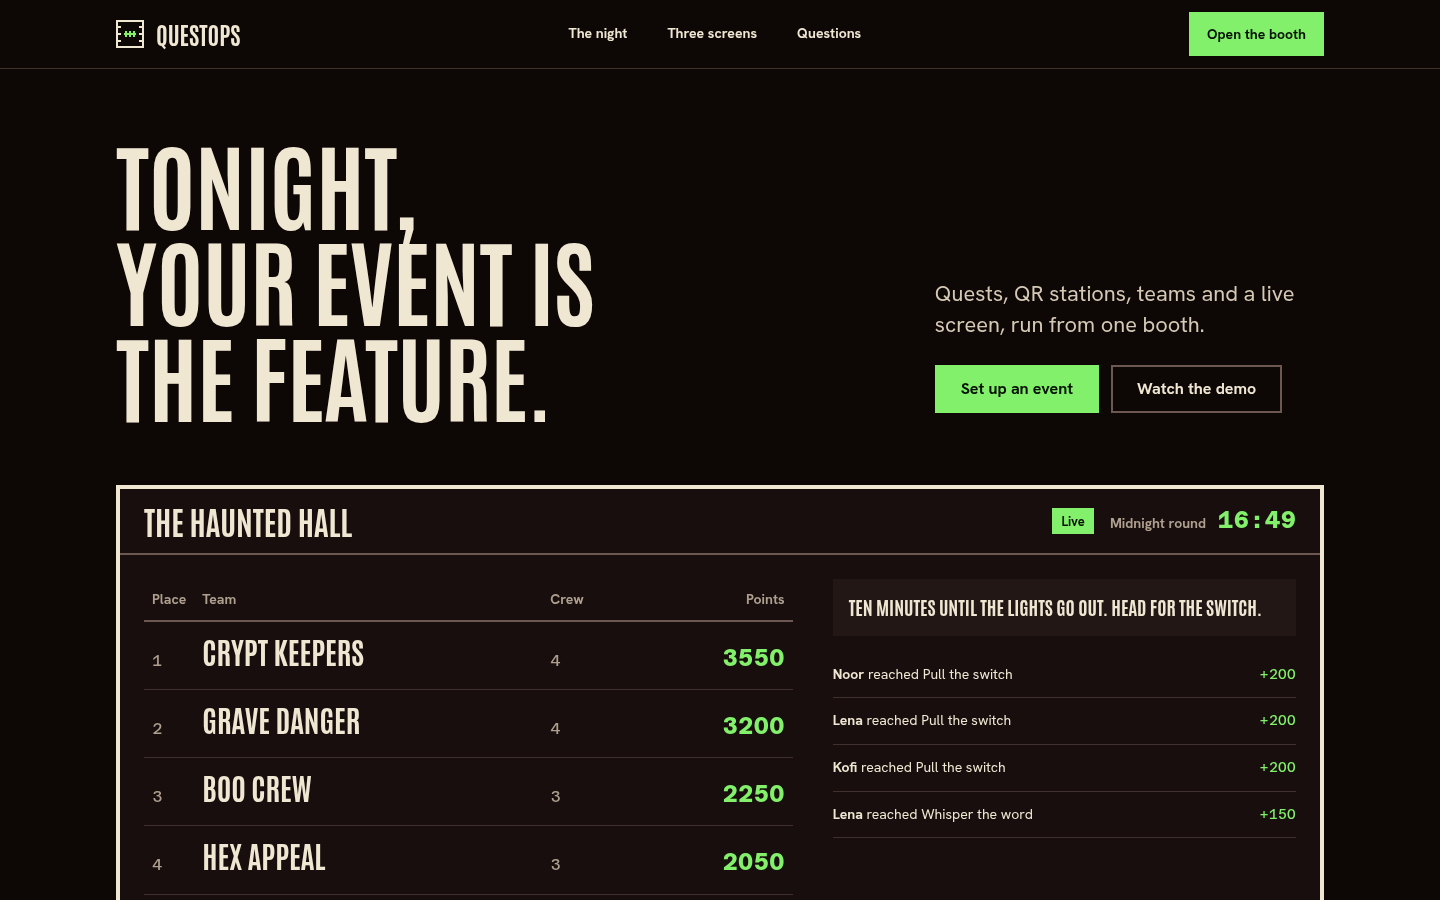 QUESTOPS
The night
Three screens
Questions
Open the booth
TONIGHT,
YOUR EVENT IS
THE FEATURE.
Quests, QR stations, teams and a live
screen, run from one booth.
Set up an event
Watch the demo
THE HAUNTED HALL
Live
Midnight round 16:49
Place Team Crew Points
1 CRYPT KEEPERS 4 3550
2 GRAVE DANGER 4 3200
3 BOO CREW 3 2250
4 HEX APPEAL 3 2050
TEN MINUTES UNTIL THE LIGHTS GO OUT. HEAD FOR THE SWITCH.
Noor reached Pull the switch +200
Lena reached Pull the switch +200
Kofi reached Pull the switch +200
Lena reached Whisper the word +150